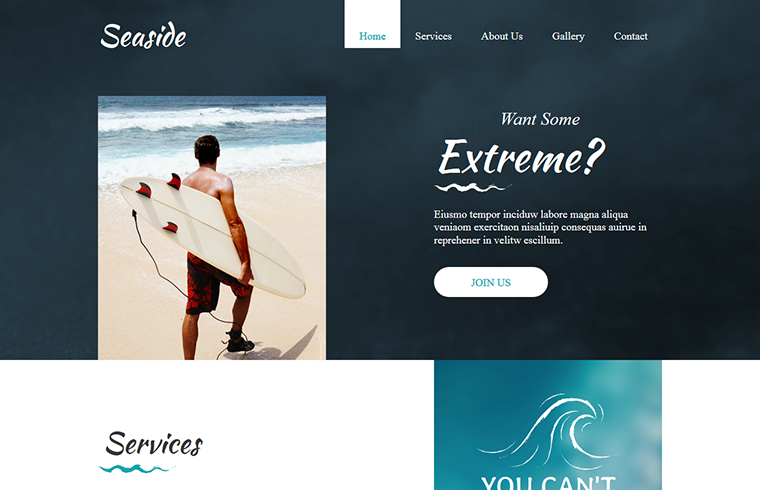 Seaside
Home Services About Us Gallery Contact
Want Some
Extreme?
Eiusmo tempor inciduw labore magna aliqua
veniaom exercitaon nisaliuip consequas auirue in
reprehener in velitw escillum.
JOIN US
Services
YOU CAN'T